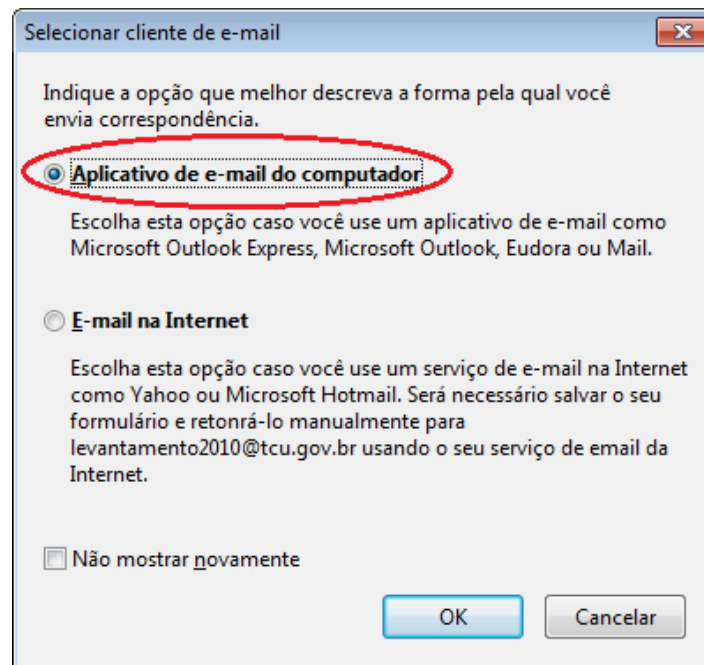 Selecionar cliente de e-mail
Indique a opção que melhor descreva a forma pela qual você
envia correspondência.
Aplicativo de e-mail do computador
Escolha esta opção caso você use um aplicativo de e-mail como
Microsoft Outlook Express, Microsoft Outlook, Eudora ou Mail.
E-mail na Internet
Escolha esta opção caso você use um serviço de e-mail na Internet
como Yahoo ou Microsoft Hotmail. Será necessário salvar o seu
formulário e retonrá-lo manualmente para
levantamento2010@tcu.gov.br usando o seu serviço de email da
Internet.
Não mostrar novamente
OK
Cancelar